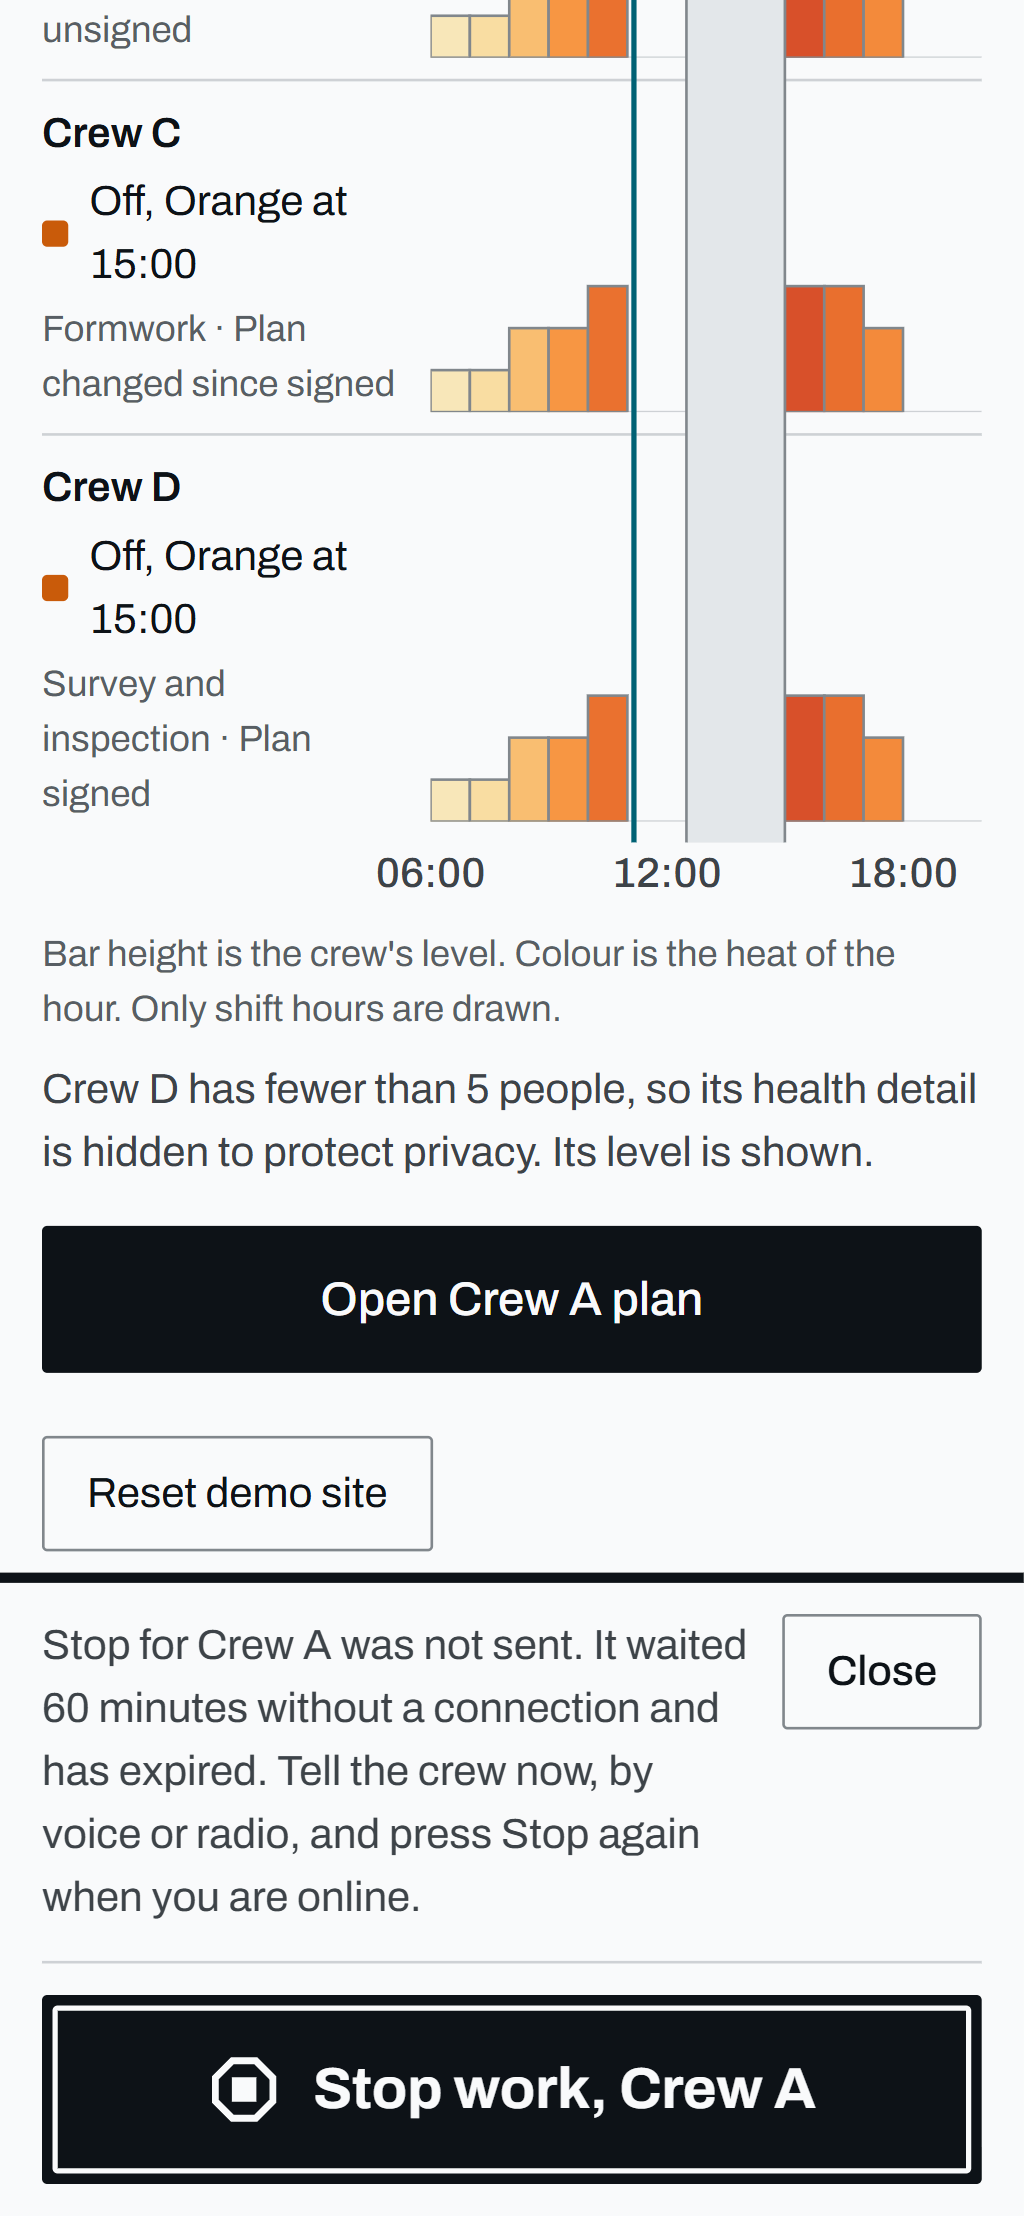 unsigned
Crew C
Off, Orange at
15:00
Formwork · Plan
changed since signed
Crew D
Off, Orange at
15:00
Survey and
inspection · Plan
signed
06:00 12:00 18:00
Bar height is the crew's level. Colour is the heat of the
hour. Only shift hours are drawn.
Crew D has fewer than 5 people, so its health detail
is hidden to protect privacy. Its level is shown.
Open Crew A plan
Reset demo site
Stop for Crew A was not sent. It waited
60 minutes without a connection and
has expired. Tell the crew now, by
voice or radio, and press Stop again
when you are online.
Close
Stop work, Crew A